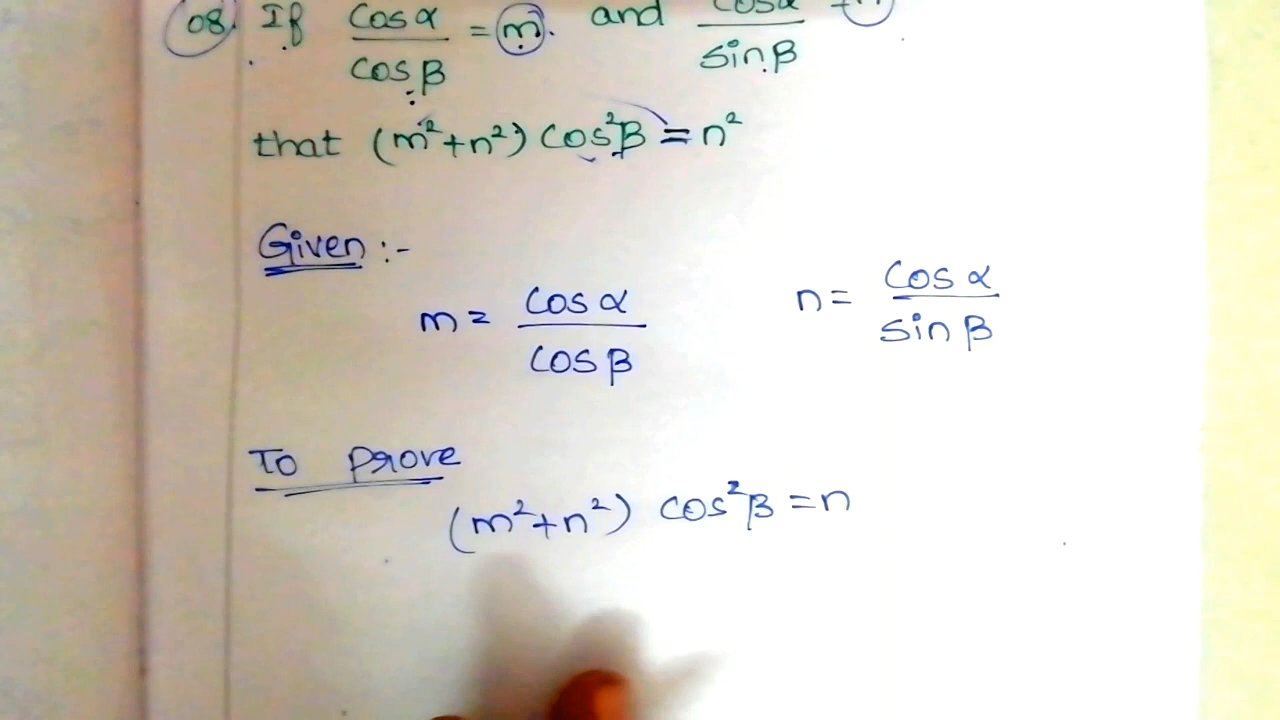 08. If cos α / cos β = m. and cosα / sin β =
that (m²+n²) cos²β = n²
Given :-
m = cos α / cos β n = cos α / sin β
To prove
(m²+n²) cos²β = n